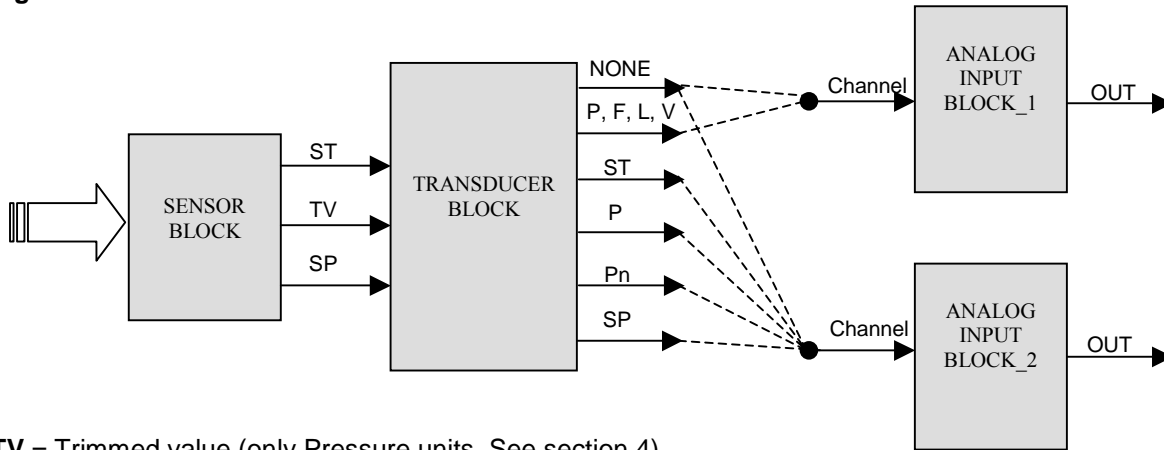 SENSOR
BLOCK
ST
TV
SP
TRANSDUCER
BLOCK
NONE
P, F, L, V
ST
P
Pn
SP
Channel
ANALOG
INPUT
BLOCK_1
OUT
Channel
ANALOG
INPUT
BLOCK_2
OUT
TV = Trimmed value (only Pressure units. See section 4)